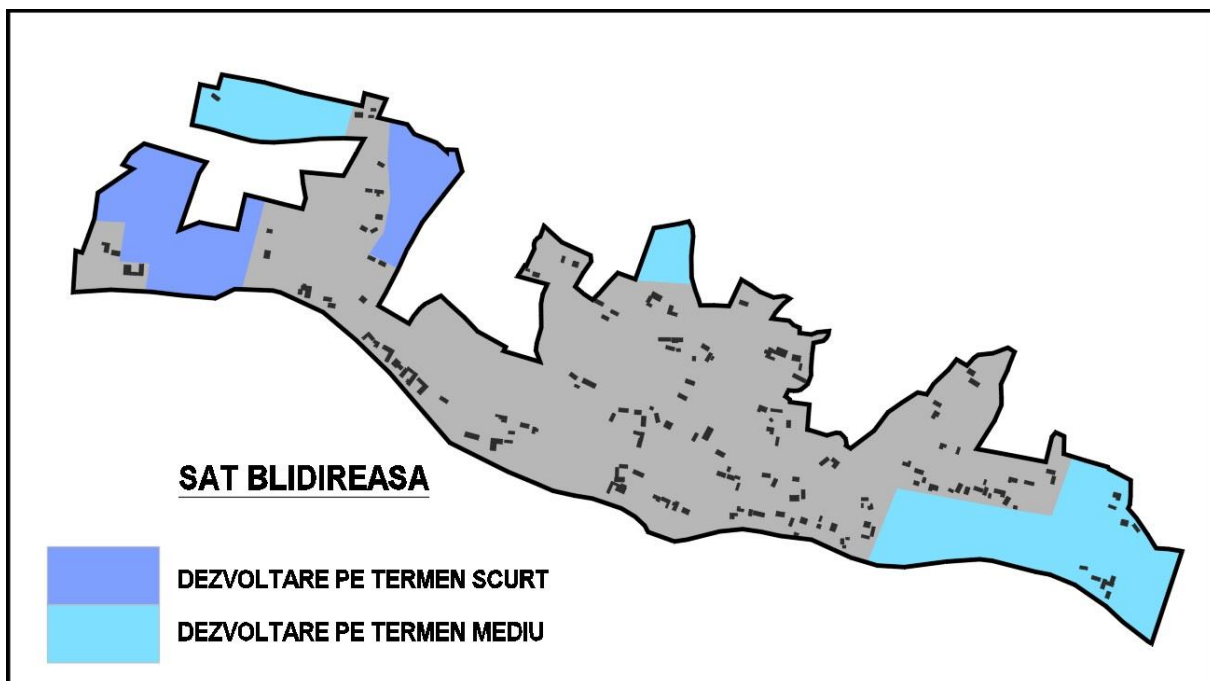 SAT BLIDIREASA
DEZVOLTARE PE TERMEN SCURT
DEZVOLTARE PE TERMEN MEDIU